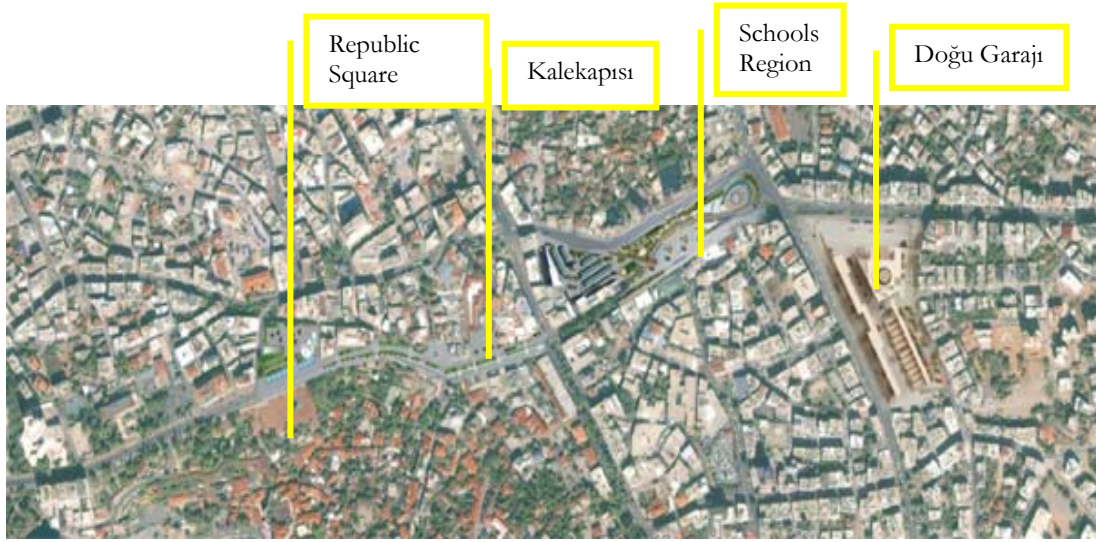 Republic
Square
Kalekapısı
Schools
Region
Doğu Garajı